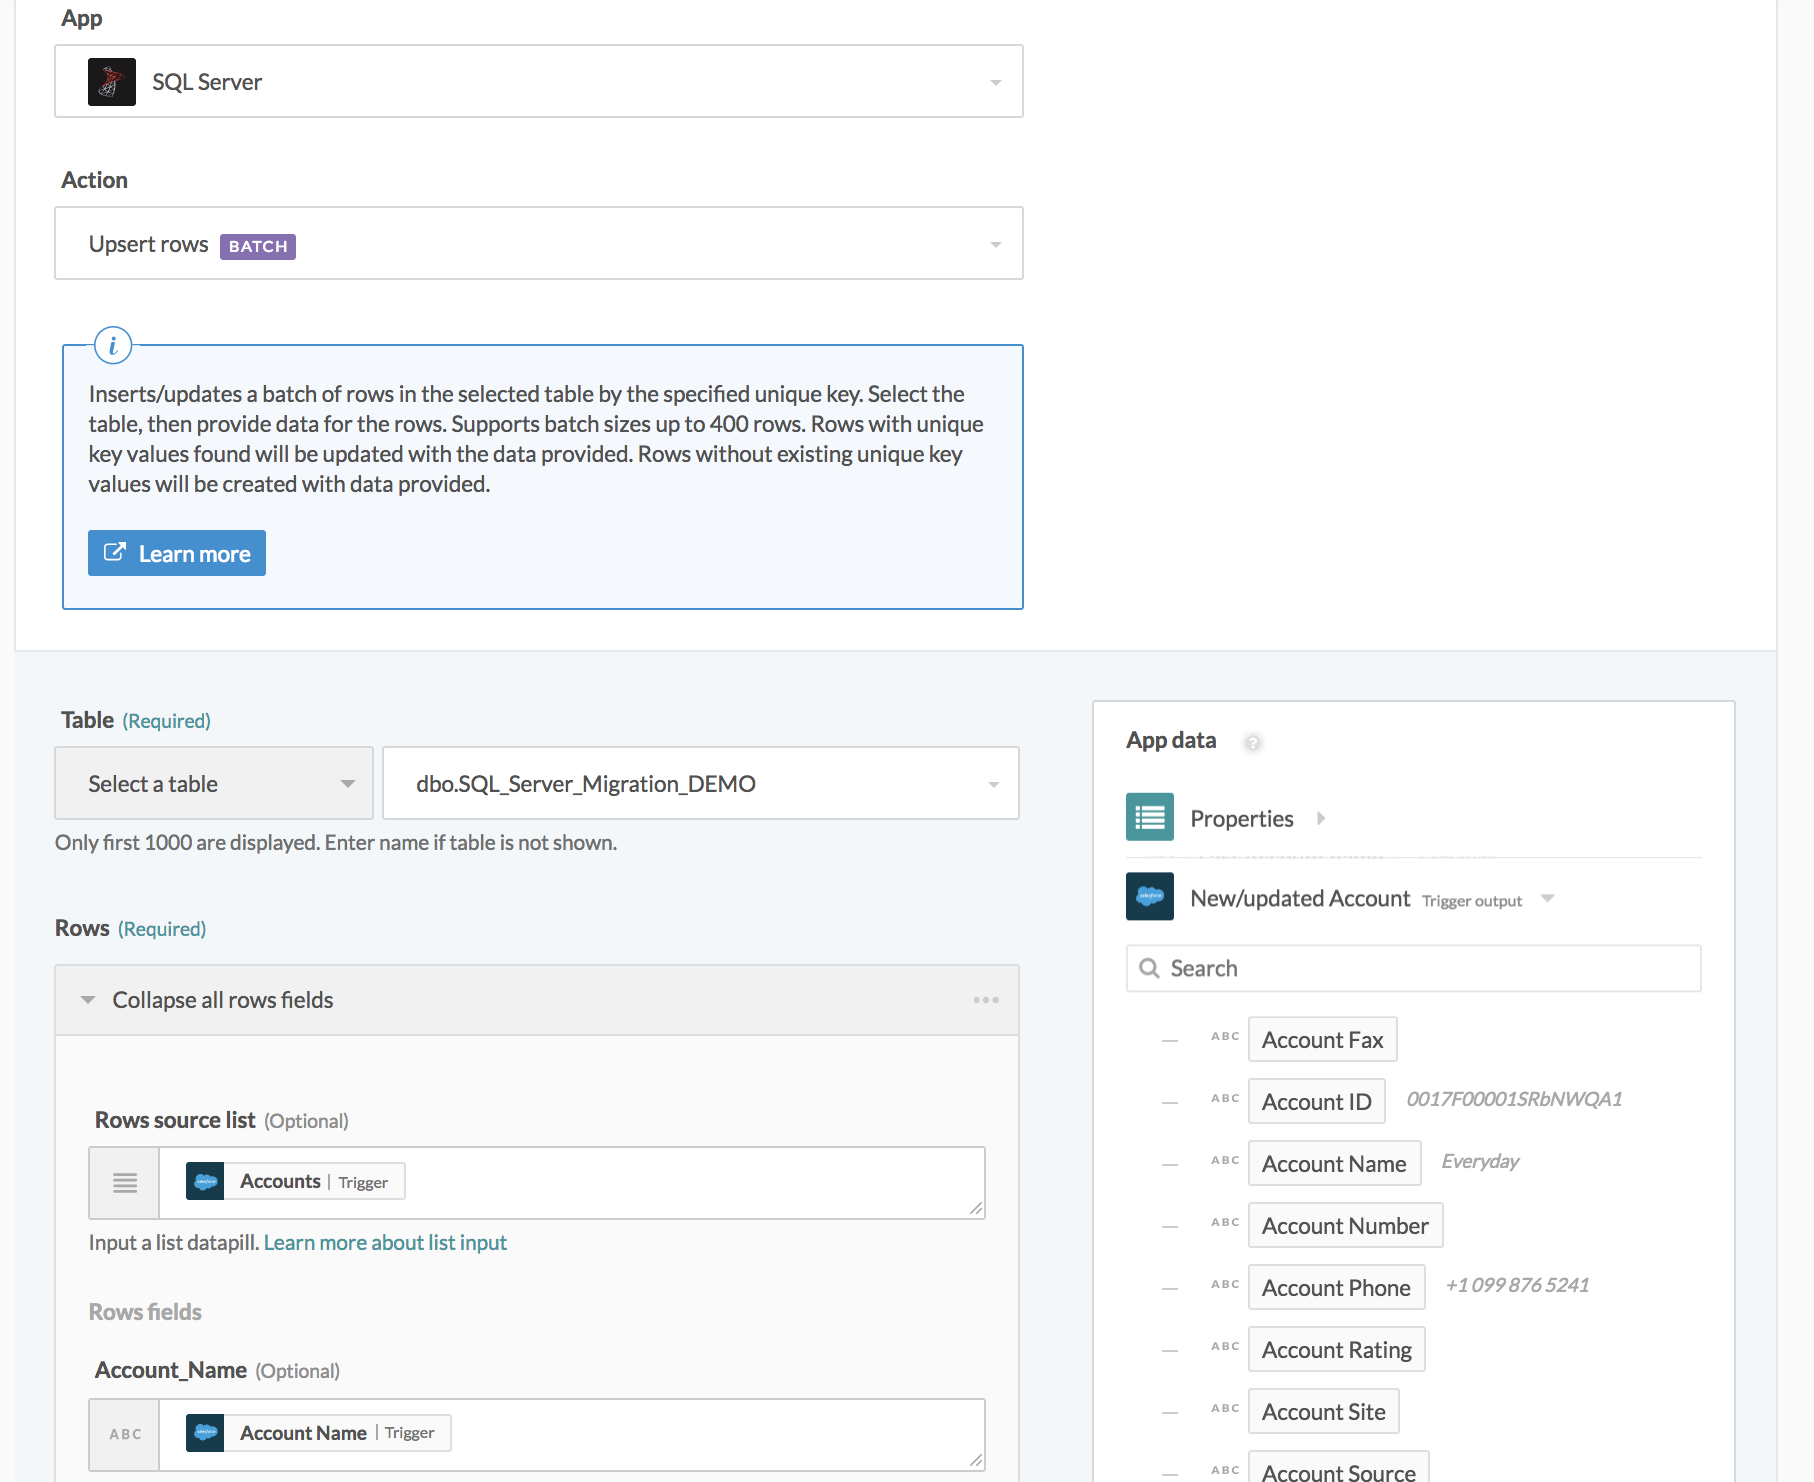 App
SQL Server
Action
Upsert rows BATCH
i
Inserts/updates a batch of rows in the selected table by the specified unique key. Select the
table, then provide data for the rows. Supports batch sizes up to 400 rows. Rows with unique
key values found will be updated with the data provided. Rows without existing unique key
values will be created with data provided.
Learn more
Table (Required)
Select a table
dbo.SQL_Server_Migration_DEMO
Only first 1000 are displayed. Enter name if table is not shown.
Rows (Required)
Collapse all rows fields
Rows source list (Optional)
salesforce Accounts | Trigger
Input a list datapill. Learn more about list input
Rows fields
Account_Name (Optional)
ABC salesforce Account Name | Trigger
App data ?
Properties
salesforce New/updated Account Trigger output
Search
ABC Account Fax
ABC Account ID 0017F00001SRbNWQA1
ABC Account Name Everyday
ABC Account Number
ABC Account Phone +1 099 876 5241
ABC Account Rating
ABC Account Site
ABC Account Source